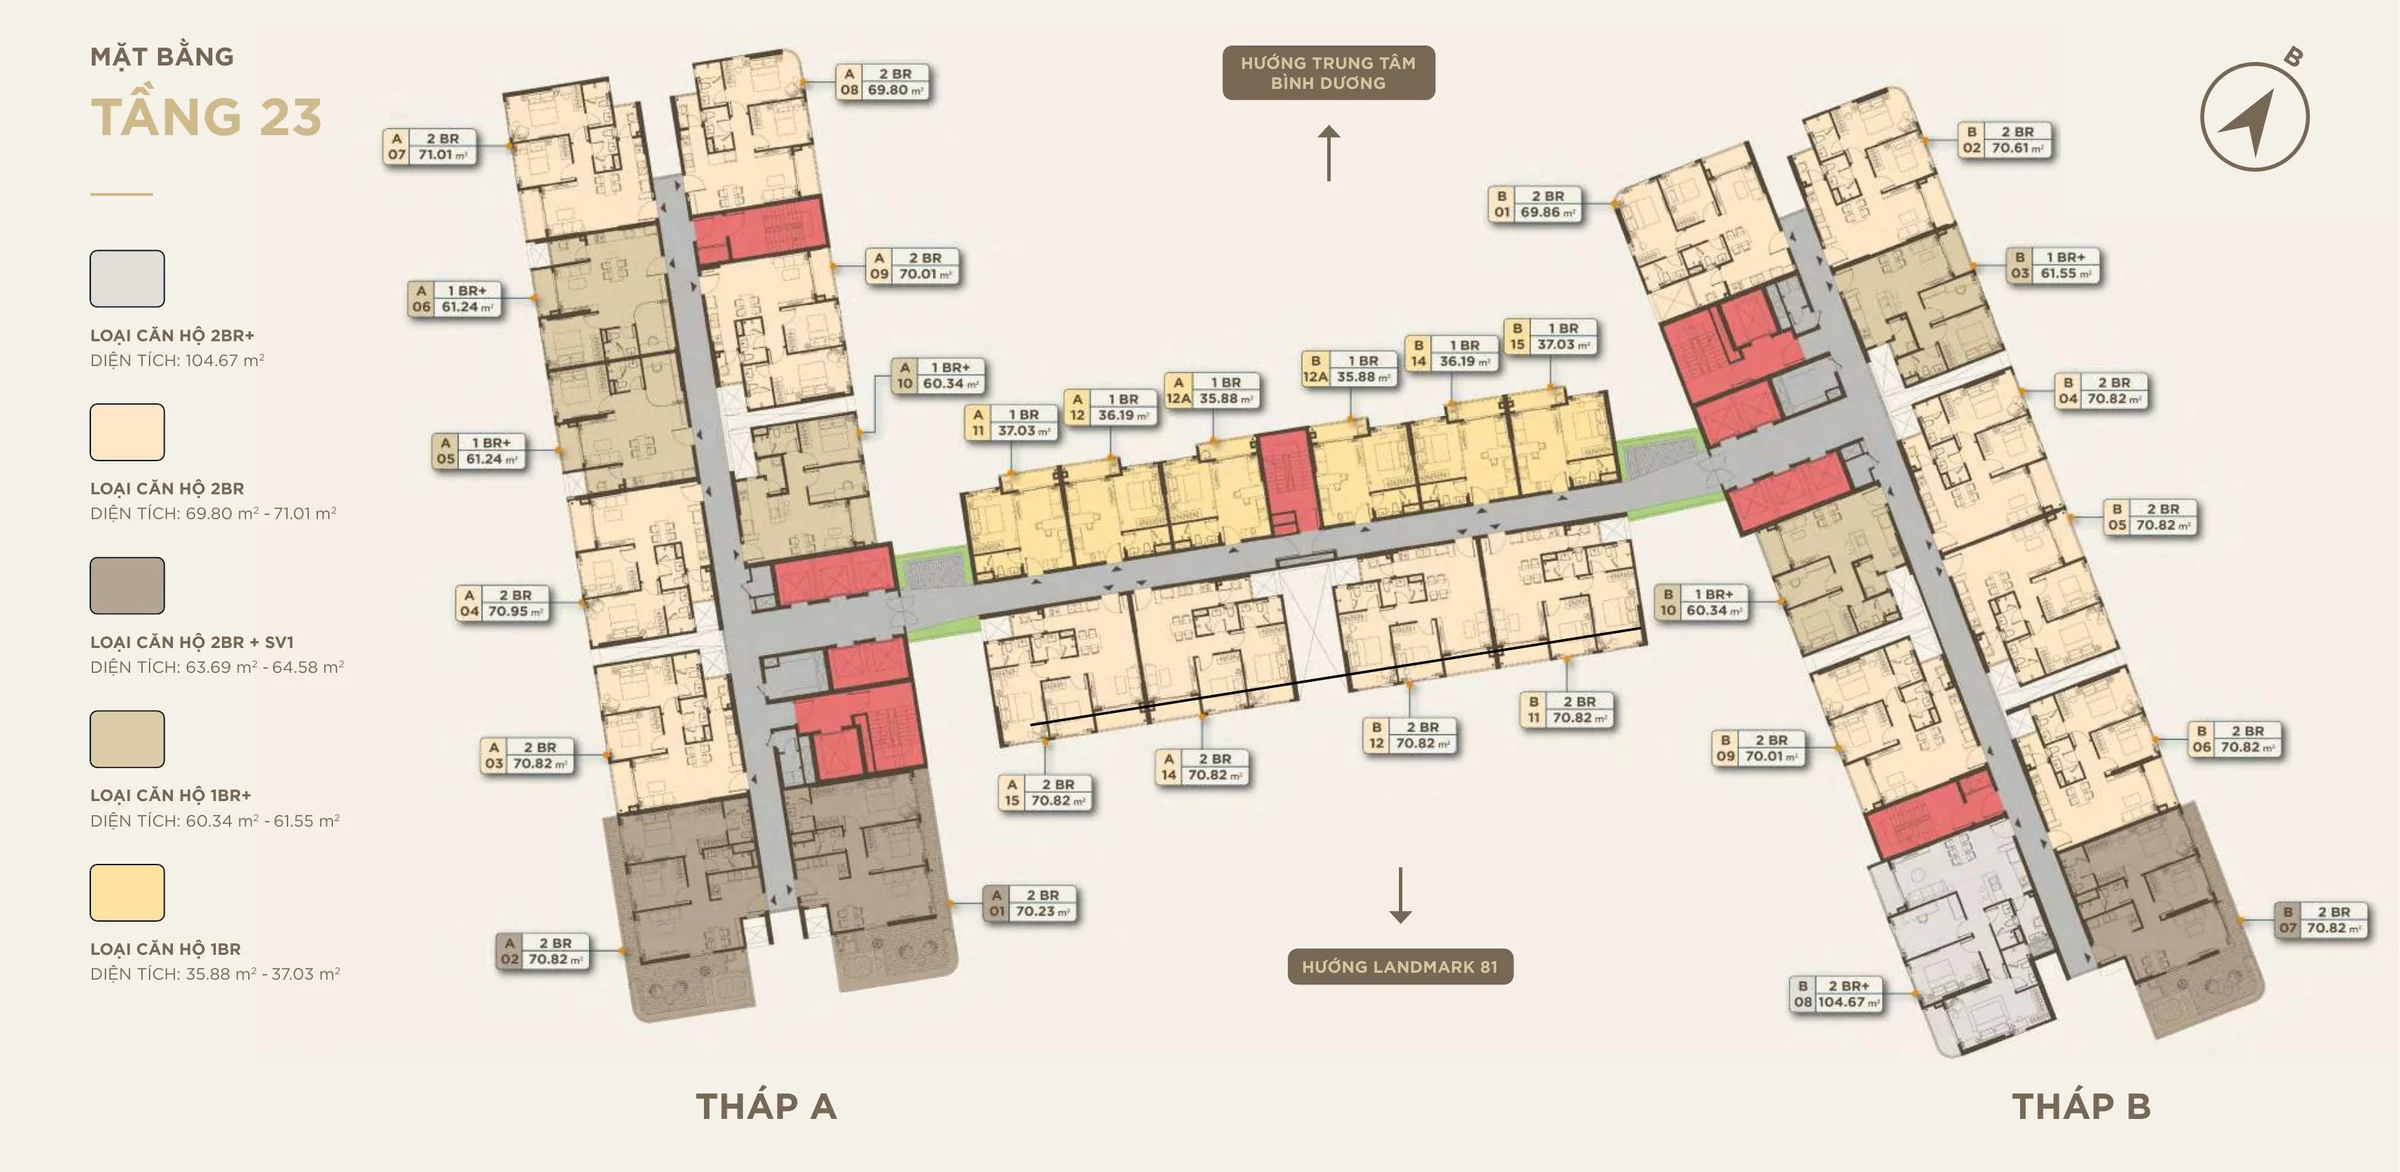 MẶT BẰNG
TẦNG 23
LOẠI CĂN HỘ 2BR+
DIỆN TÍCH: 104.67 m²
LOẠI CĂN HỘ 2BR
DIỆN TÍCH: 69.80 m² - 71.01 m²
LOẠI CĂN HỘ 2BR + SV1
DIỆN TÍCH: 63.69 m² - 64.58 m²
LOẠI CĂN HỘ 1BR+
DIỆN TÍCH: 60.34 m² - 61.55 m²
LOẠI CĂN HỘ 1BR
DIỆN TÍCH: 35.88 m² - 37.03 m²
HƯỚNG TRUNG TÂM
BÌNH DƯƠNG
B
A 2 BR
08 69.80 m²
A 2 BR
07 71.01 m²
A 2 BR
09 70.01 m²
A 1 BR+
06 61.24 m²
A 1 BR+
10 60.34 m²
A 1 BR+
05 61.24 m²
A 1 BR
11 37.03 m²
A 1 BR
12 36.19 m²
A 1 BR
12A 35.88 m²
B 1 BR
12A 35.88 m²
B 1 BR
14 36.19 m²
B 1 BR
15 37.03 m²
B 2 BR
01 69.86 m²
B 2 BR
02 70.61 m²
B 1 BR+
03 61.55 m²
B 2 BR
04 70.82 m²
B 2 BR
05 70.82 m²
A 2 BR
04 70.95 m²
A 2 BR
03 70.82 m²
A 2 BR
15 70.82 m²
A 2 BR
14 70.82 m²
B 2 BR
12 70.82 m²
B 2 BR
11 70.82 m²
B 1 BR+
10 60.34 m²
B 2 BR
09 70.01 m²
B 2 BR
06 70.82 m²
A 2 BR
01 70.23 m²
A 2 BR
02 70.82 m²
B 2 BR
07 70.82 m²
B 2 BR+
08 104.67 m²
HƯỚNG LANDMARK 81
THÁP A
THÁP B